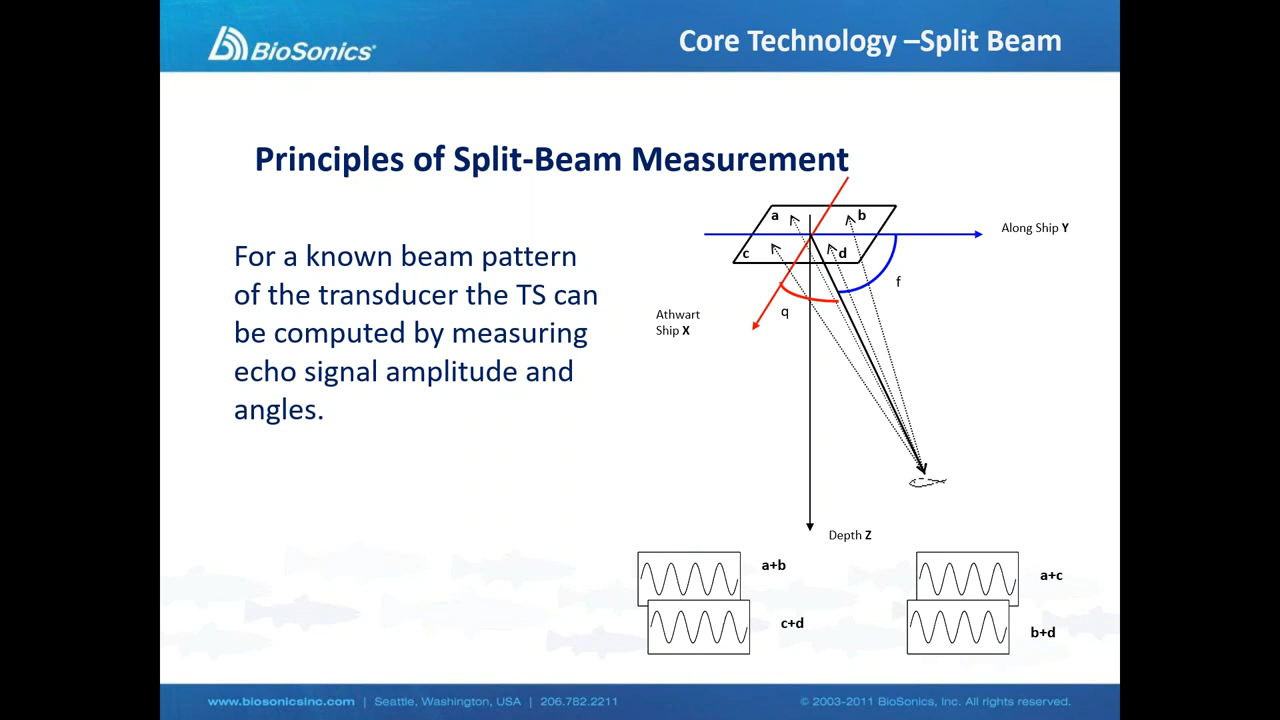 BioSonics®
Core Technology –Split Beam
Principles of Split-Beam Measurement
For a known beam pattern
of the transducer the TS can
be computed by measuring
echo signal amplitude and
angles.
a
b
c
d
Along Ship Y
f
q
Athwart
Ship X
Depth Z
a+b
c+d
a+c
b+d
www.biosonicsinc.com | Seattle, Washington, USA | 206.782.2211
© 2003-2011 BioSonics, Inc. All rights reserved.